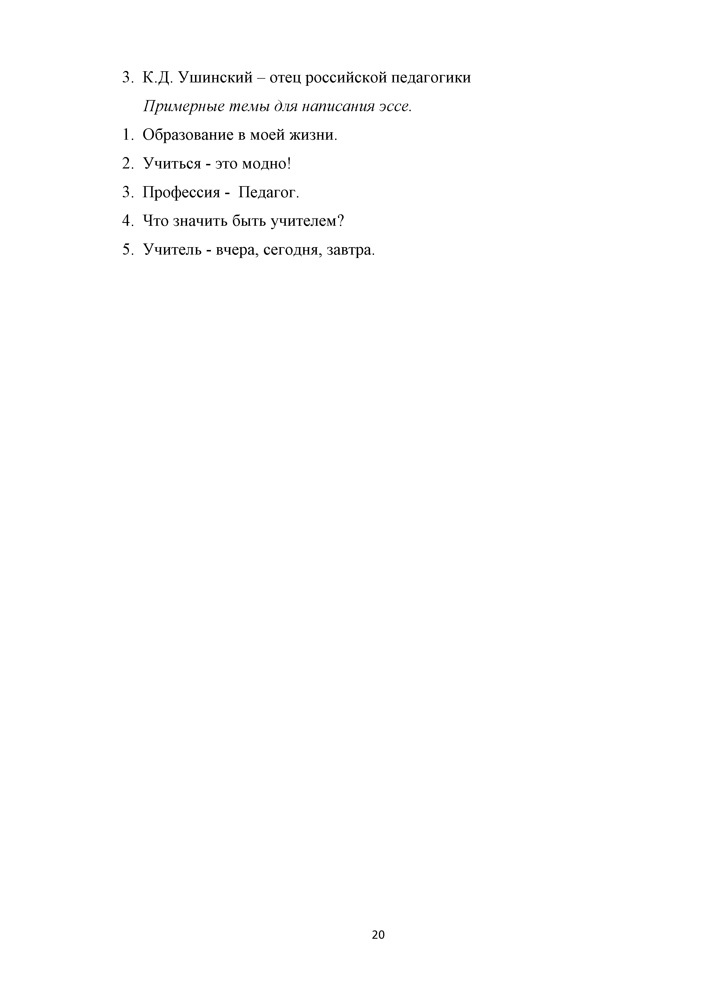 3. К.Д. Ушинский – отец российской педагогики
Примерные темы для написания эссе.
1. Образование в моей жизни.
2. Учиться - это модно!
3. Профессия -  Педагог.
4. Что значить быть учителем?
5. Учитель - вчера, сегодня, завтра.
20